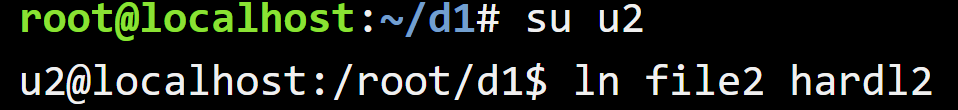 root@localhost:~/d1# su u2
u2@localhost:/root/d1$ ln file2 hardl2